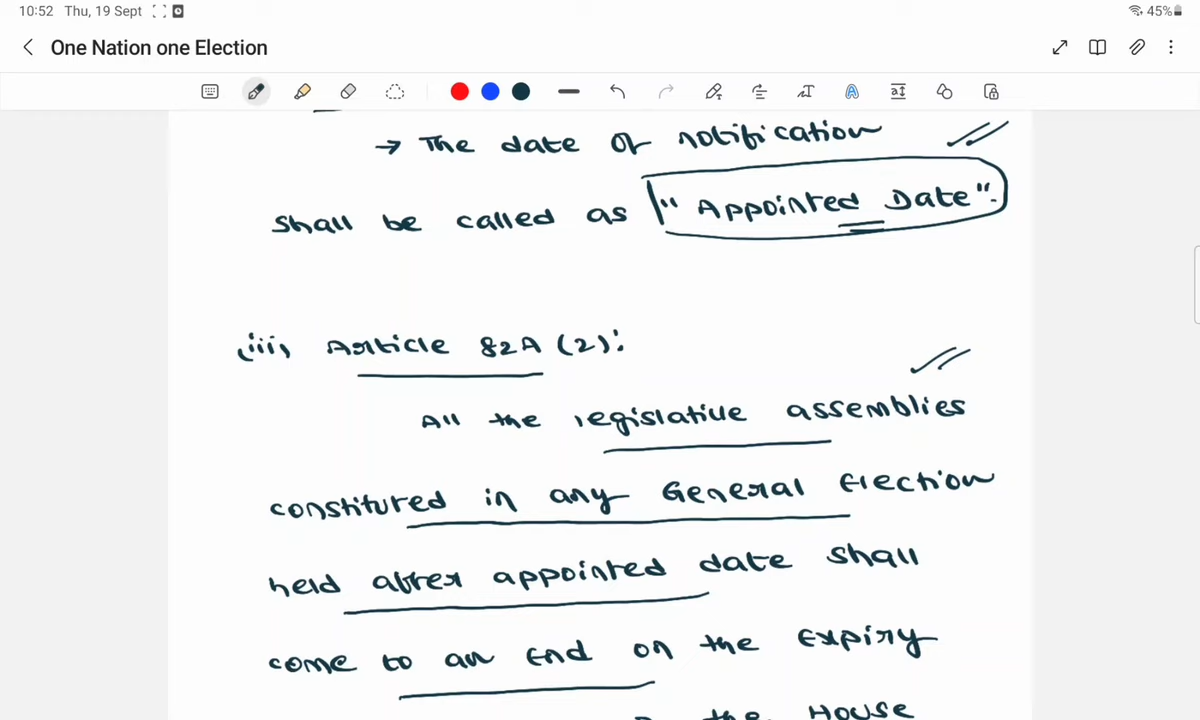 10:52 Thu, 19 Sept 45%
One Nation one Election
→ The date of notification
shall be called as "Appointed Date".
(iii) Article 82A (2):
All the legislative assemblies
constitured in any General Election
held after appointed date shall
come to an End on the Expiry
the House